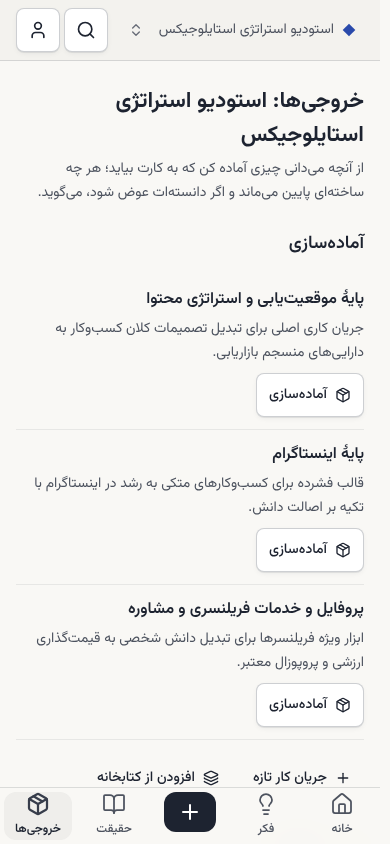 استودیو استراتژی استایلوجیکس
خروجی‌ها: استودیو استراتژی
استایلوجیکس
از آنچه می‌دانی چیزی آماده کن که به کارت بیاید؛ هر چه
ساخته‌ای پایین می‌ماند و اگر دانسته‌ات عوض شود، می‌گوید.
آماده‌سازی
پایهٔ موقعیت‌یابی و استراتژی محتوا
جریان کاری اصلی برای تبدیل تصمیمات کلان کسب‌وکار به
دارایی‌های منسجم بازاریابی.
آماده‌سازی
پایهٔ اینستاگرام
قالب فشرده برای کسب‌وکارهای متکی به رشد در اینستاگرام با
تکیه بر اصالت دانش.
آماده‌سازی
پروفایل و خدمات فریلنسری و مشاوره
ابزار ویژه فریلنسرها برای تبدیل دانش شخصی به قیمت‌گذاری
ارزشی و پروپوزال معتبر.
آماده‌سازی
جریان کار تازه
افزودن از کتابخانه
خانه
فکر
حقیقت
خروجی‌ها